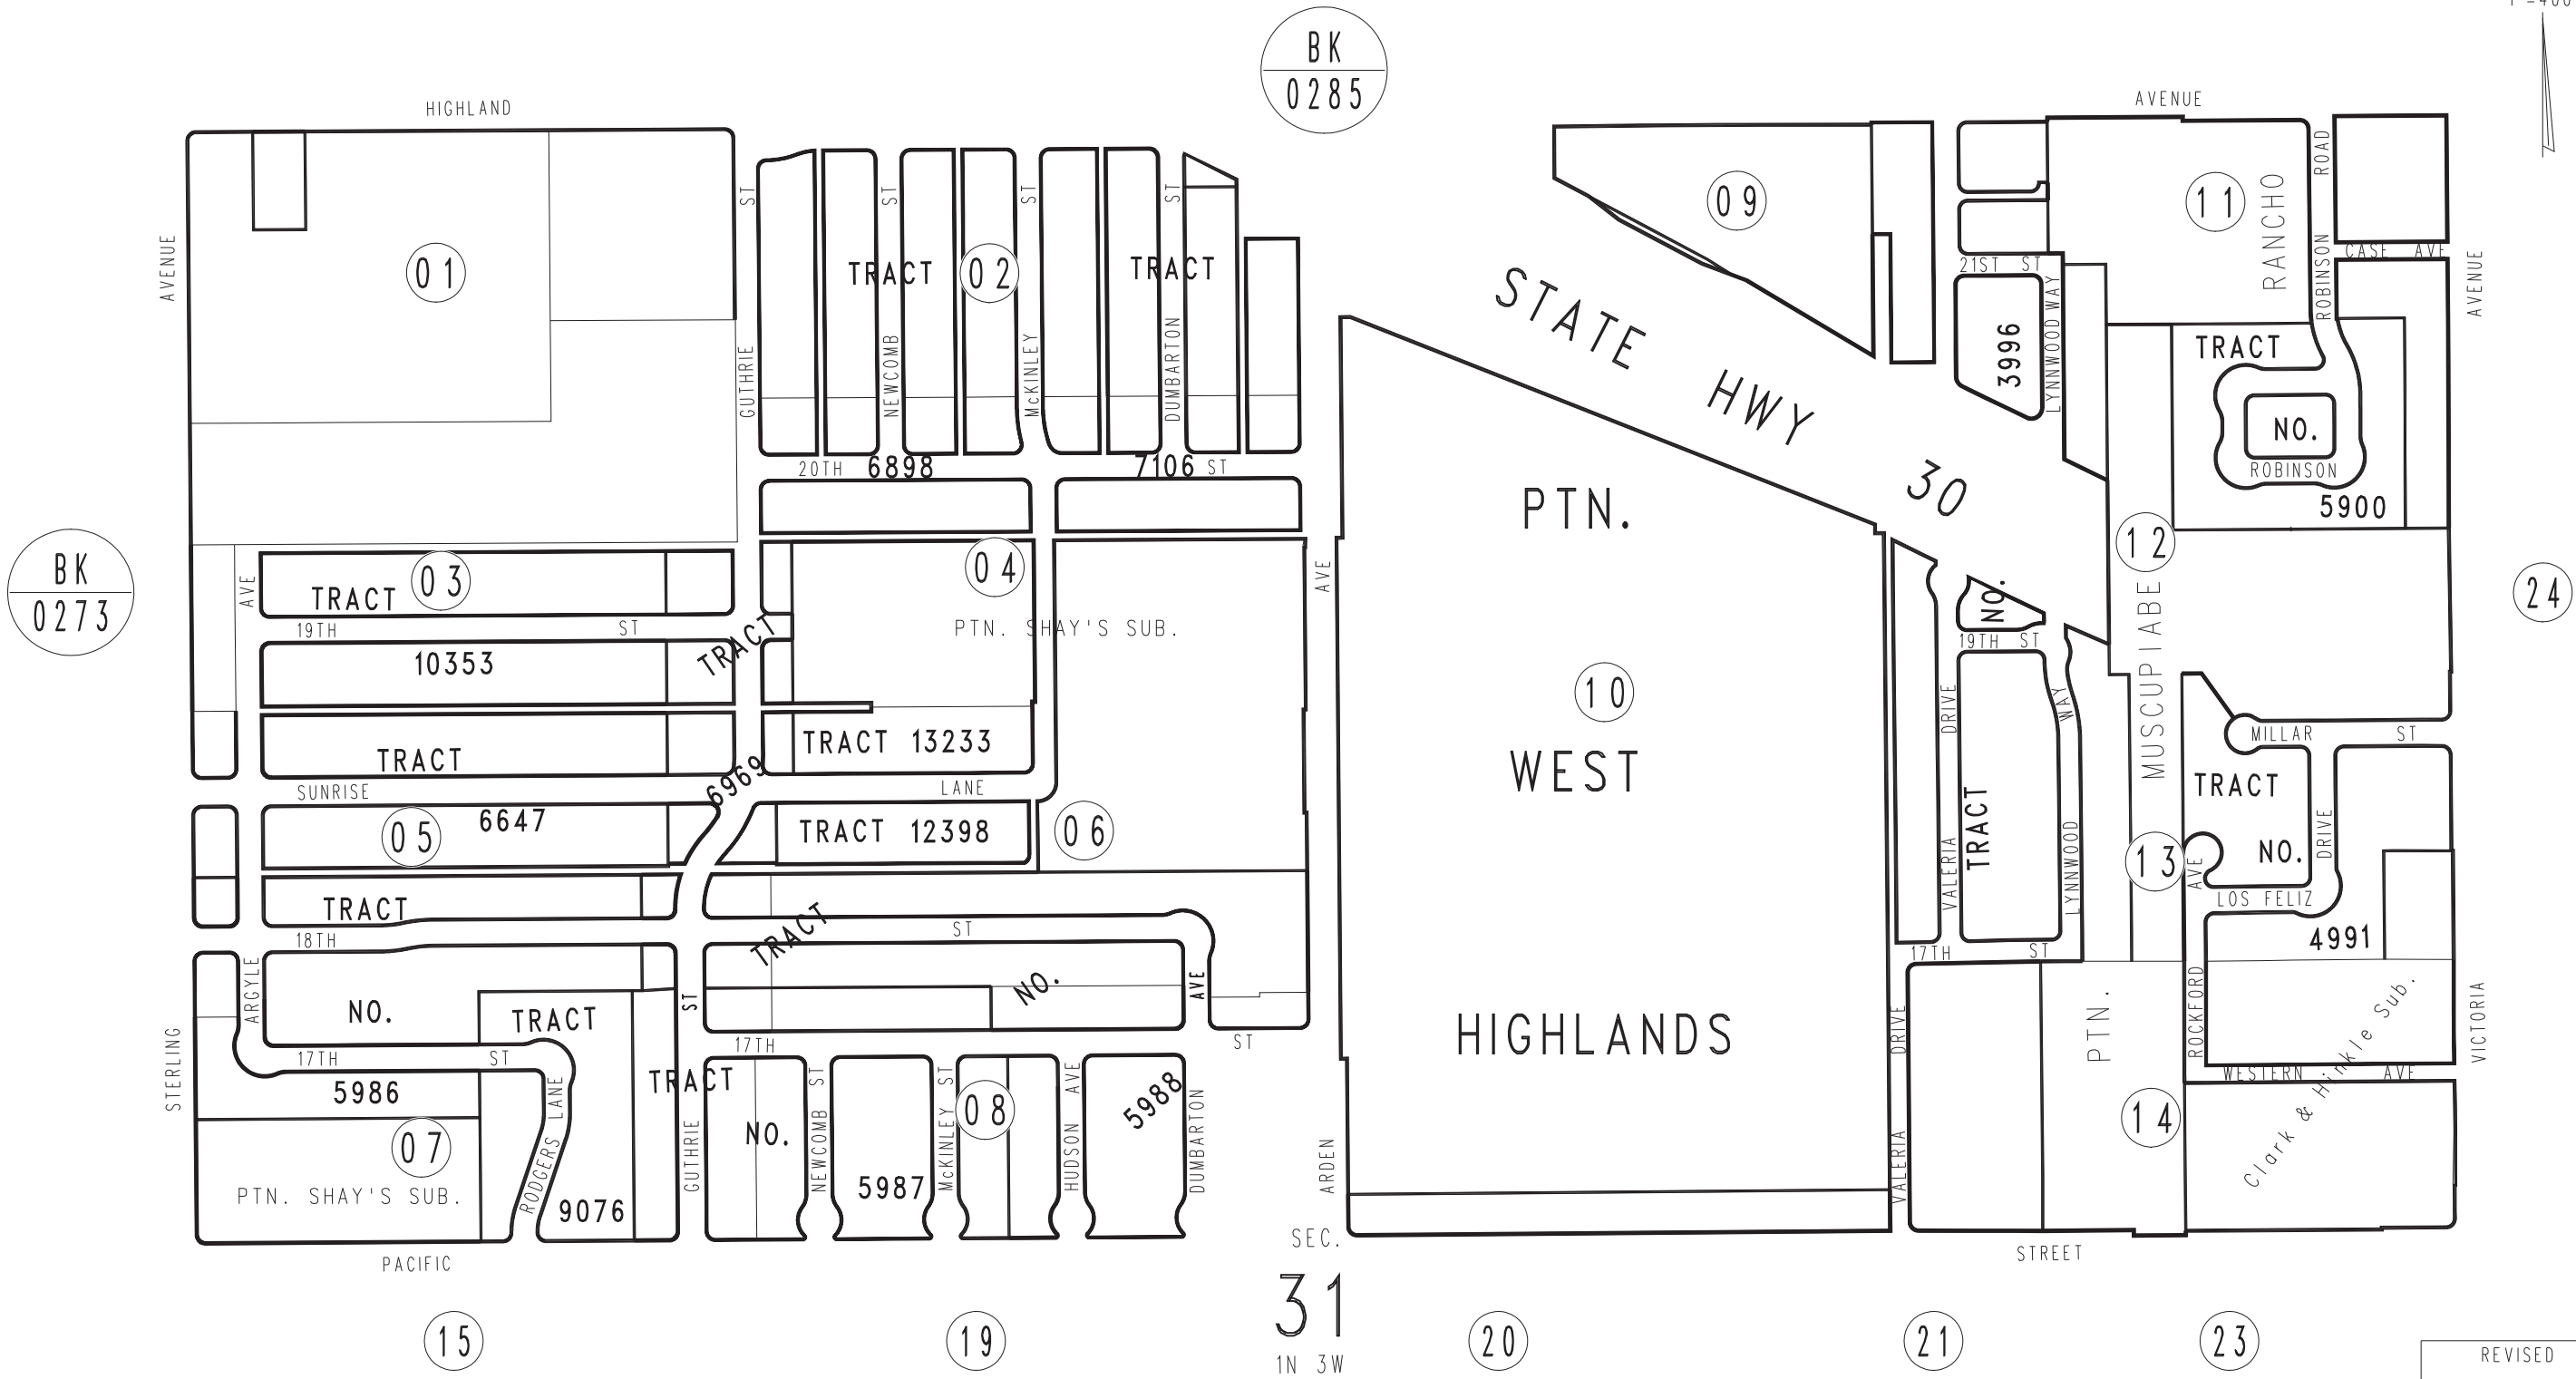 BK
0285
HIGHLAND
AVENUE
AVENUE
01
ST
ST
ST
ST
TRACT
02
TRACT
GUTHRIE
NEWCOMB
McKINLEY
DUMBARTON
20TH
6898
7106
ST
09
STATE HWY 30
11
RANCHO
ROAD
ROBINSON
CASE AVE
AVENUE
21ST ST
3996
LYNNWOOD WAY
TRACT
NO.
ROBINSON
5900
BK
0273
AVE
03
TRACT
19TH
ST
10353
TRACT
6969
04
PTN. SHAY'S SUB.
AVE
PTN.
10
WEST
HIGHLANDS
NO.
19TH ST
12
MUSCUPIABE
24
TRACT
TRACT 13233
SUNRISE
LANE
05
6647
TRACT 12398
06
DRIVE
VALERIA
TRACT
WAY
LYNNWOOD
MILLAR
ST
TRACT
NO.
DRIVE
13
AVE
LOS FELIZ
4991
TRACT
18TH
ST
TRACT
NO.
5988
ARGYLE
NO.
TRACT
ST
AVE
17TH
ST
STERLING
17TH
ST
5986
RODGERS LANE
9076
07
PTN. SHAY'S SUB.
TRACT
17TH
ST
GUTHRIE
NO.
NEWCOMB ST
5987
McKINLEY ST
08
HUDSON AVE
DUMBARTON
ARDEN
DRIVE
VALERIA
PTN.
ROCKFORD
WESTERN
AVE
VICTORIA
14
Clark & Hinkle Sub.
PACIFIC
STREET
SEC.
31
1N 3W
15
19
20
21
23
REVISED